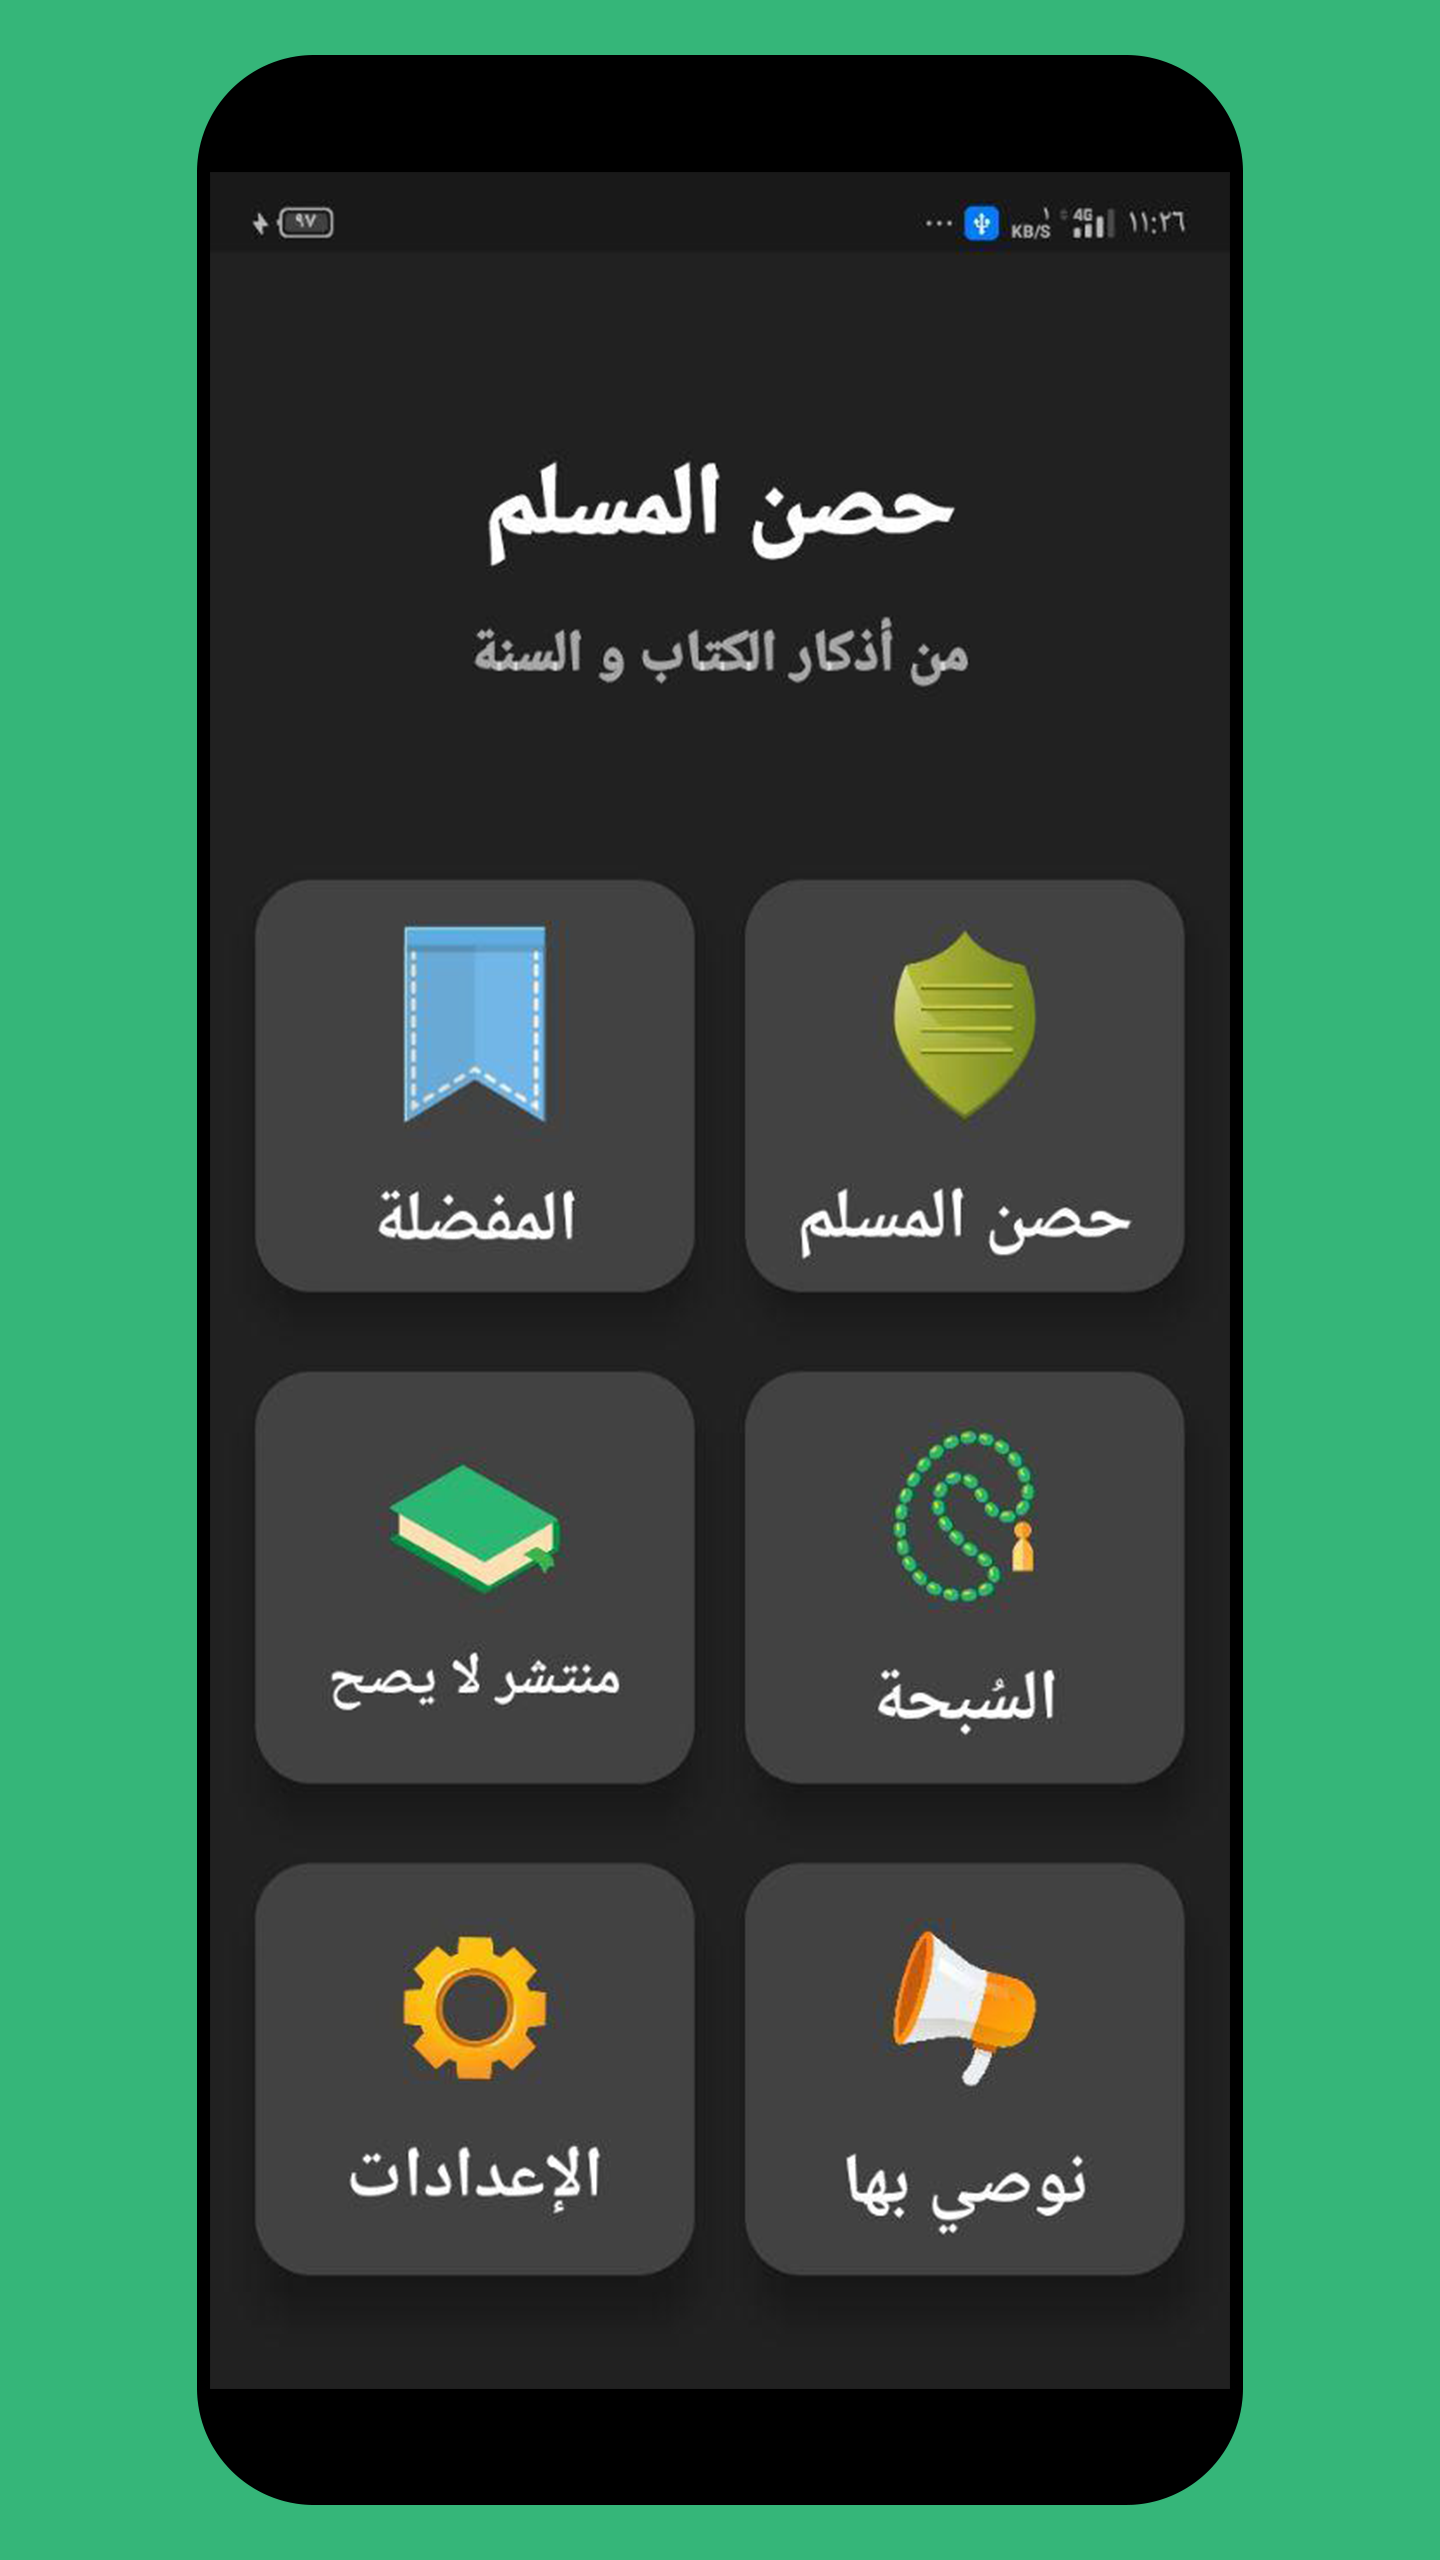 ١١:٢٦ 4G ١ KB/S ... ٩٧
حصن المسلم
من أذكار الكتاب و السنة
حصن المسلم
المفضلة
السُبحة
منتشر لا يصح
نوصي بها
الإعدادات